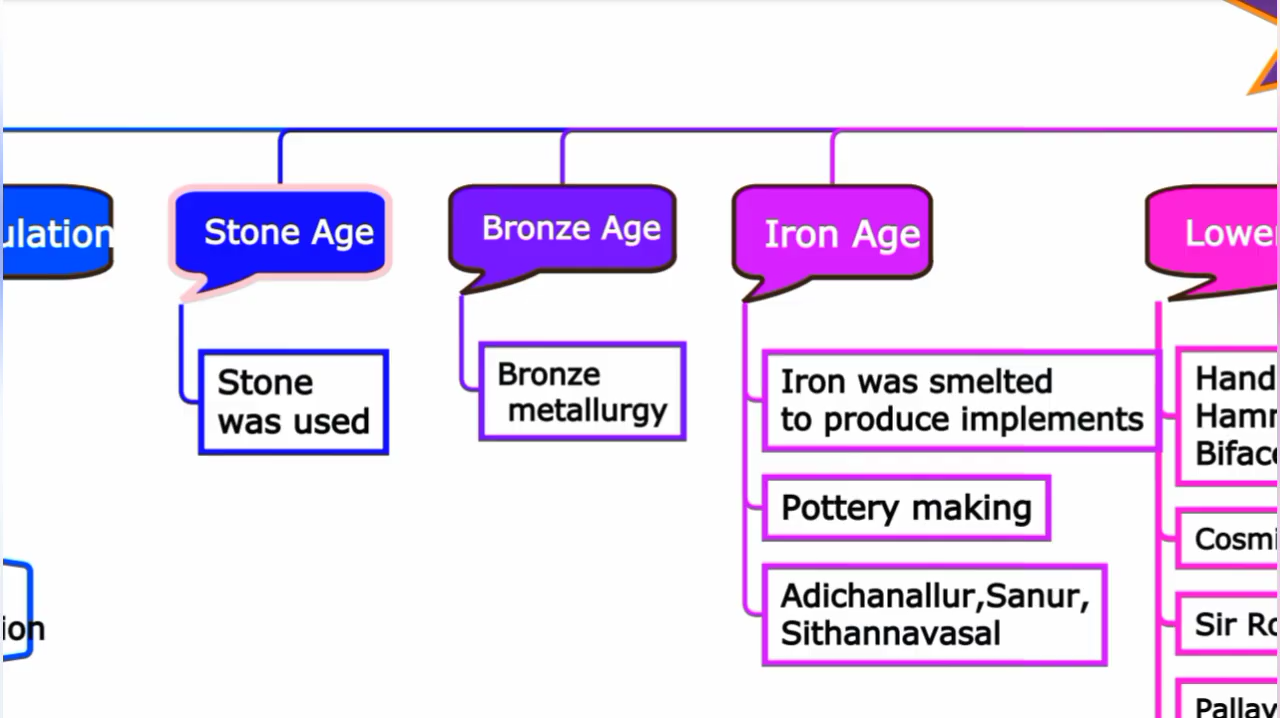 Stone Age
Bronze Age
Iron Age
Stone
was used
Bronze
metallurgy
Iron was smelted
to produce implements
Pottery making
Adichanallur,Sanur,
Sithannavasal
Hand
Sir